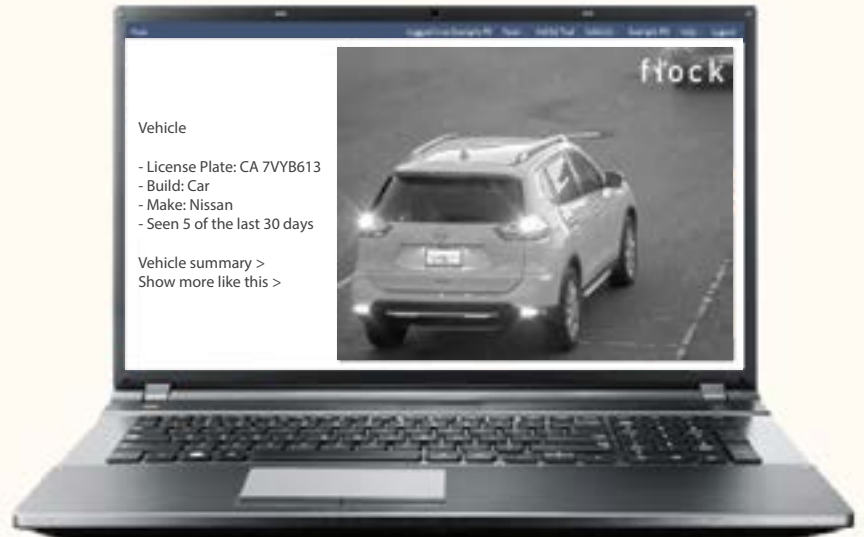 flock
Vehicle
- License Plate: CA 7VYB613
- Build: Car
- Make: Nissan
- Seen 5 of the last 30 days
Vehicle summary >
Show more like this >